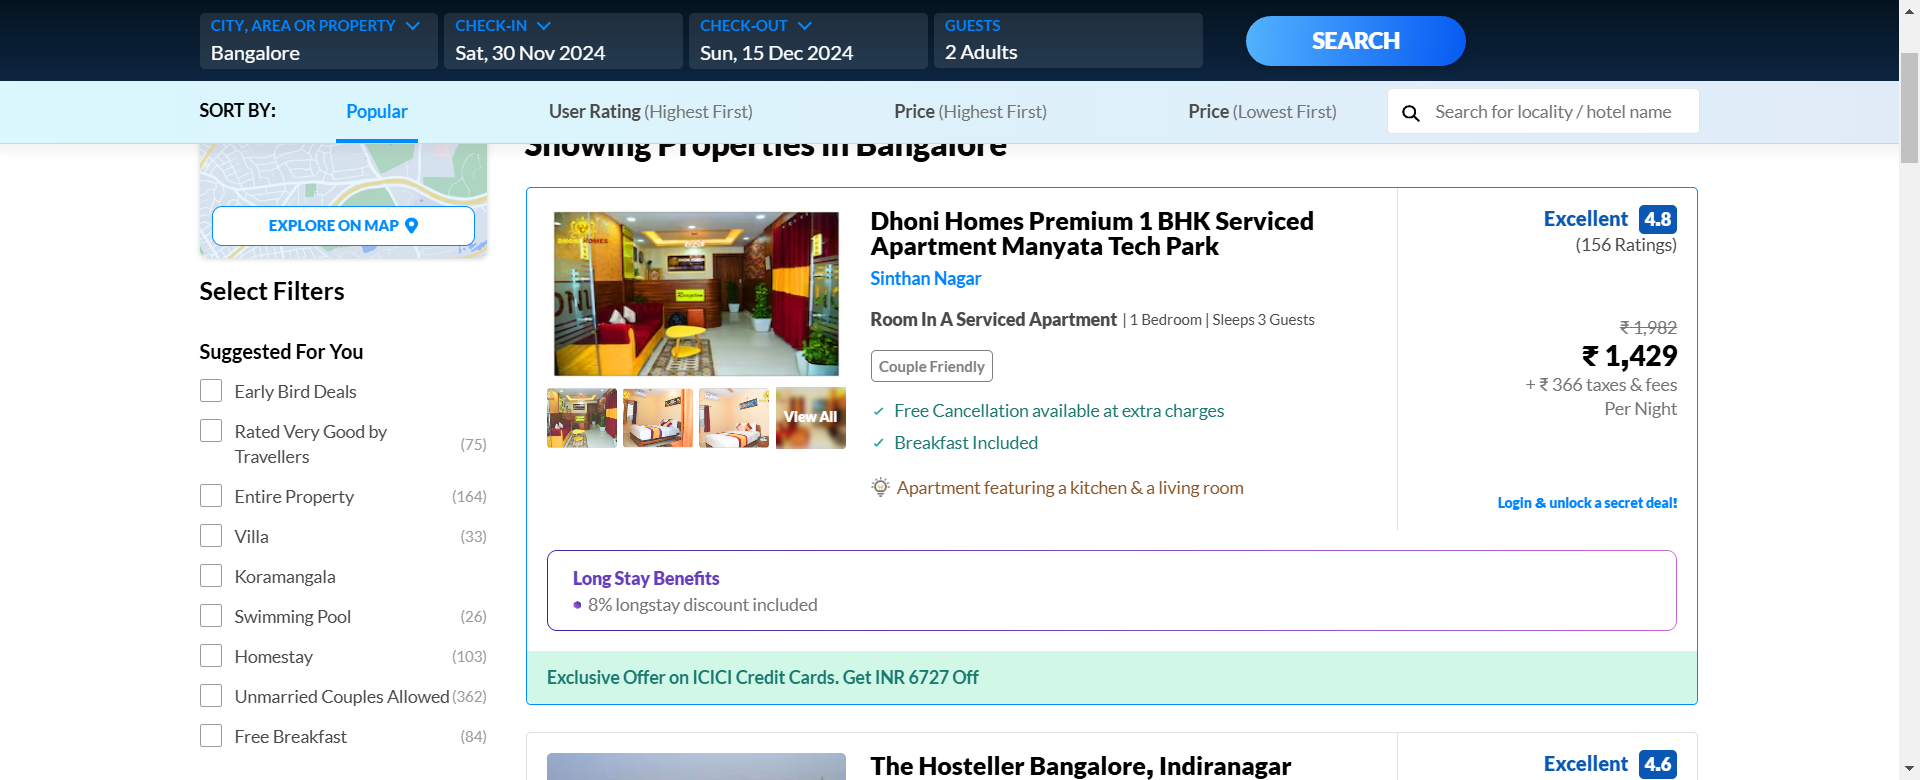 CITY, AREA OR PROPERTY
Bangalore
CHECK-IN
Sat, 30 Nov 2024
CHECK-OUT
Sun, 15 Dec 2024
GUESTS
2 Adults
SEARCH
SORT BY:
Popular
User Rating (Highest First)
Price (Highest First)
Price (Lowest First)
Search for locality / hotel name
Showing Properties in Bangalore
EXPLORE ON MAP
Select Filters
Suggested For You
Early Bird Deals
Rated Very Good by
Travellers
(75)
Entire Property (164)
Villa (33)
Koramangala
Swimming Pool (26)
Homestay (103)
Unmarried Couples Allowed (362)
Free Breakfast (84)
DHONI HOMES
Reception
View All
Dhoni Homes Premium 1 BHK Serviced
Apartment Manyata Tech Park
Sinthan Nagar
Room In A Serviced Apartment | 1 Bedroom | Sleeps 3 Guests
Couple Friendly
Free Cancellation available at extra charges
Breakfast Included
Apartment featuring a kitchen & a living room
Excellent 4.8
(156 Ratings)
₹ 1,982
₹ 1,429
+ ₹ 366 taxes & fees
Per Night
Login & unlock a secret deal!
Long Stay Benefits
8% longstay discount included
Exclusive Offer on ICICI Credit Cards. Get INR 6727 Off
The Hosteller Bangalore, Indiranagar
Excellent 4.6